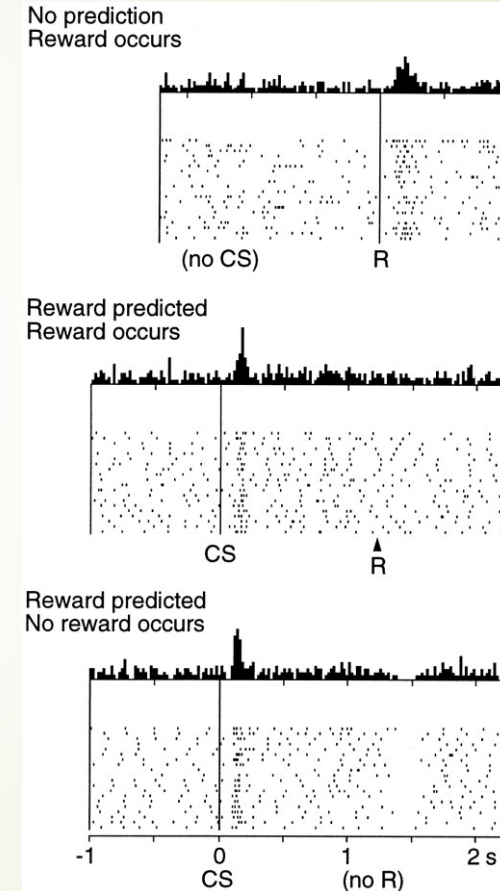 No prediction
Reward occurs
(no CS) R
Reward predicted
Reward occurs
CS
R
Reward predicted
No reward occurs
-1 0 1 2 s
CS (no R)